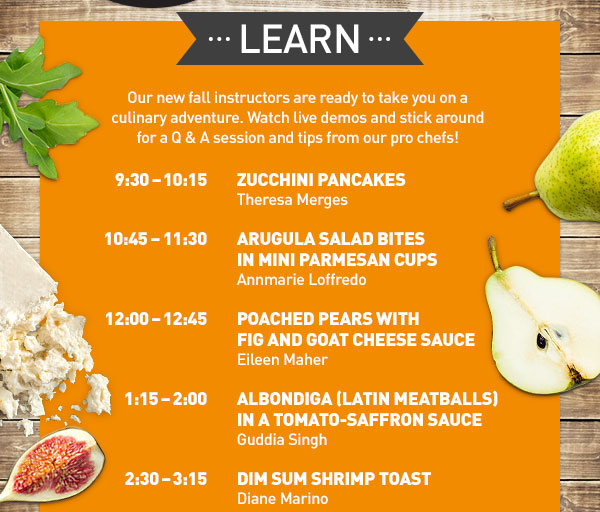 ··· LEARN ···
Our new fall instructors are ready to take you on a
culinary adventure. Watch live demos and stick around
for a Q & A session and tips from our pro chefs!
9:30 – 10:15 ZUCCHINI PANCAKES
Theresa Merges
10:45 – 11:30 ARUGULA SALAD BITES
IN MINI PARMESAN CUPS
Annmarie Loffredo
12:00 – 12:45 POACHED PEARS WITH
FIG AND GOAT CHEESE SAUCE
Eileen Maher
1:15 – 2:00 ALBONDIGA (LATIN MEATBALLS)
IN A TOMATO-SAFFRON SAUCE
Guddia Singh
2:30 – 3:15 DIM SUM SHRIMP TOAST
Diane Marino